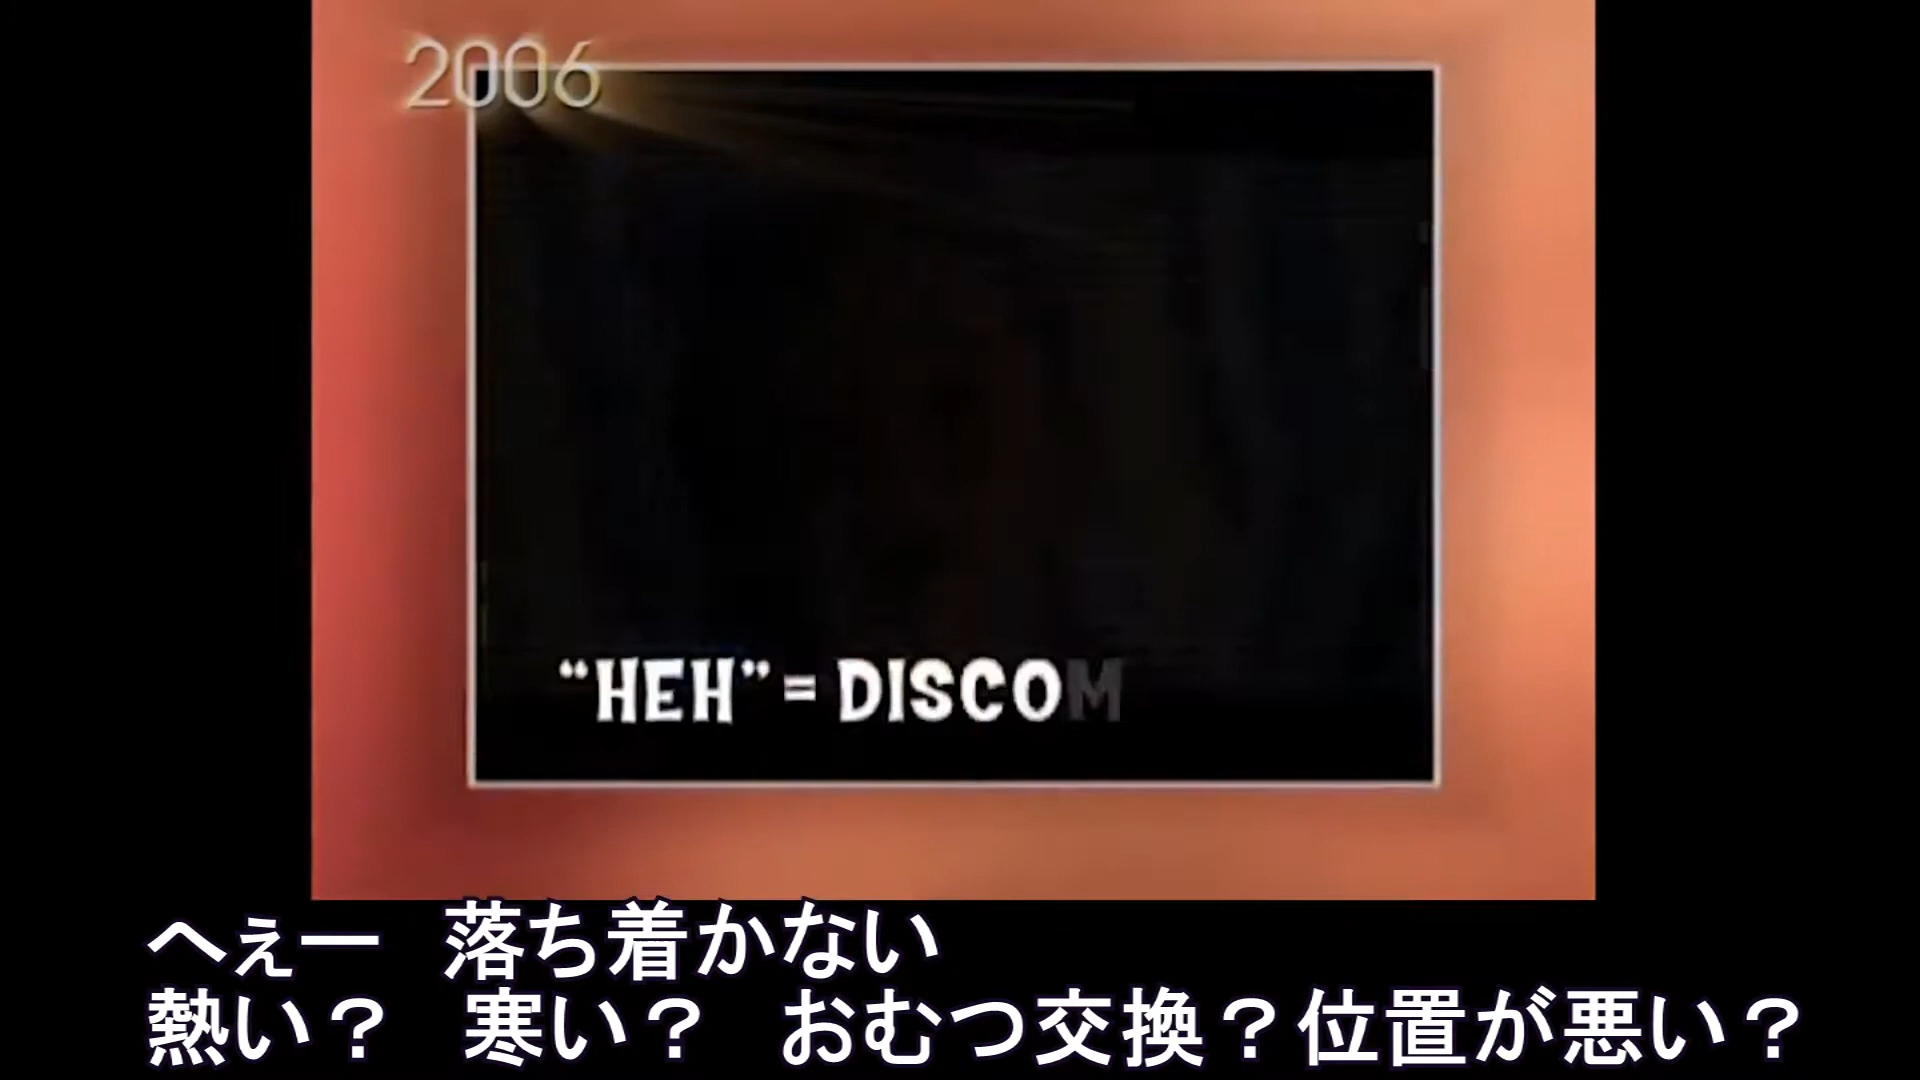 2006
“HEH” = DISCOM
へぇー　落ち着かない
熱い？　寒い？　おむつ交換？位置が悪い？